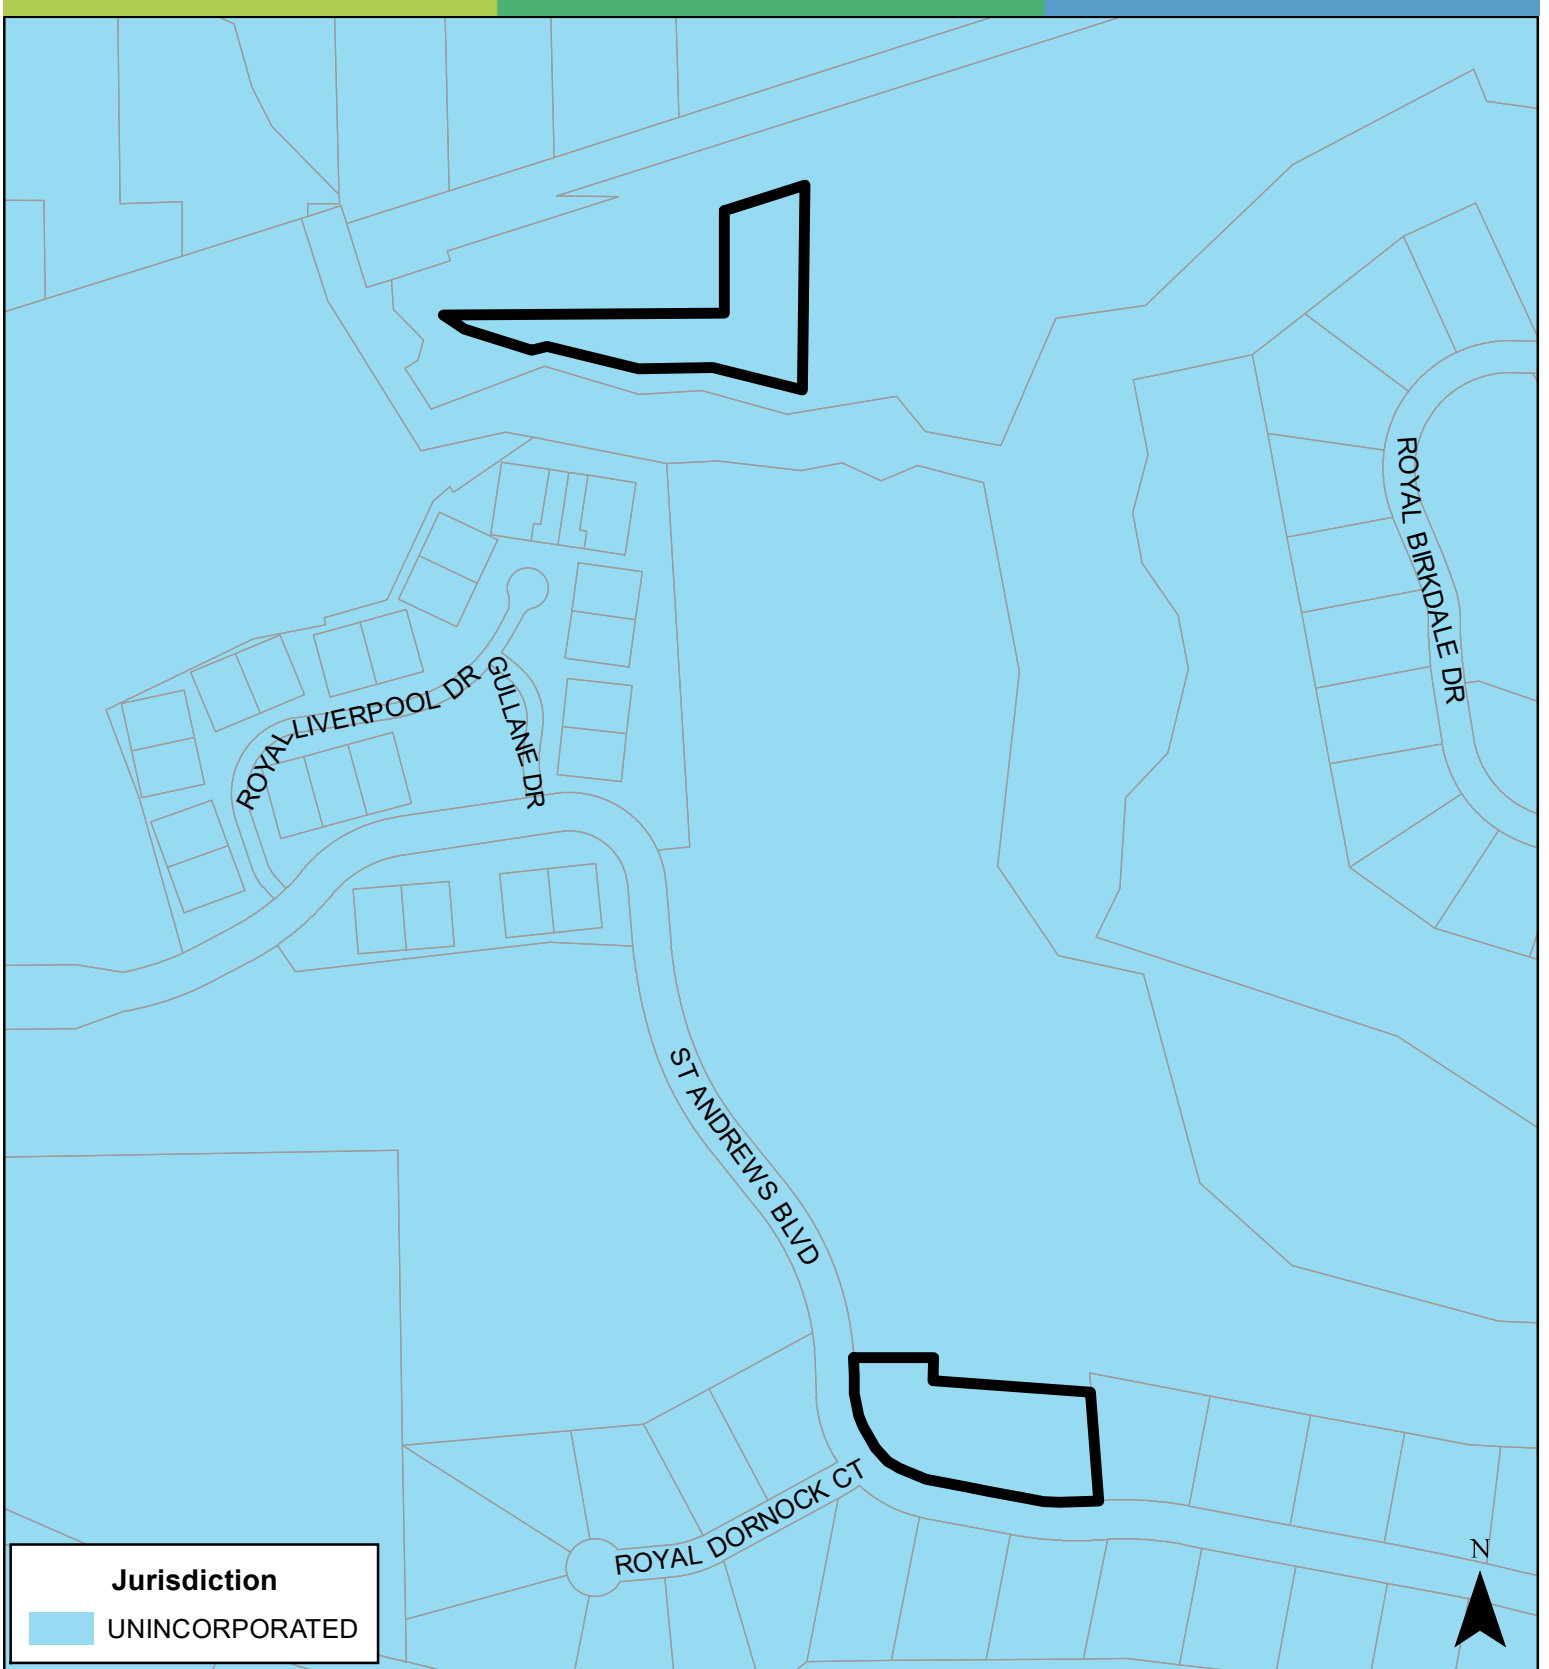 ROYAL BIRKDALE DR
ROYAL LIVERPOOL DR
GULLANE DR
ST ANDREWS BLVD
ROYAL DORNOCK CT
N
Jurisdiction
UNINCORPORATED